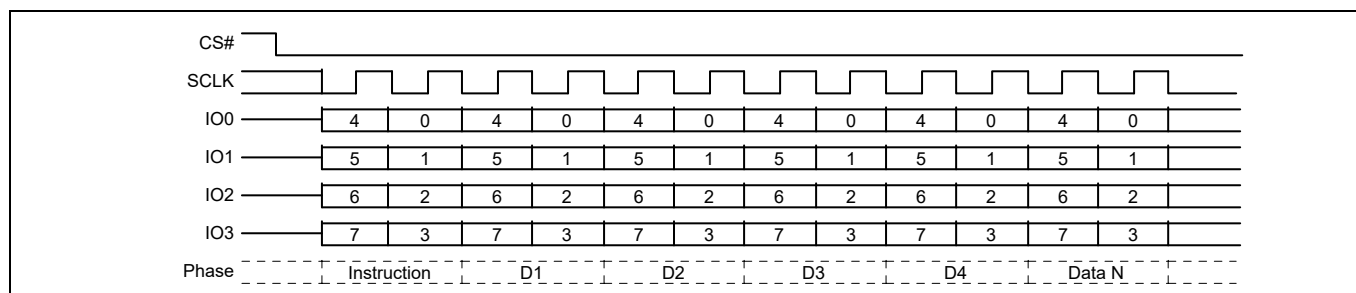 CS#
SCLK
IO0 4 0 4 0 4 0 4 0 4 0 4 0
IO1 5 1 5 1 5 1 5 1 5 1 5 1
IO2 6 2 6 2 6 2 6 2 6 2 6 2
IO3 7 3 7 3 7 3 7 3 7 3 7 3
Phase Instruction D1 D2 D3 D4 Data N